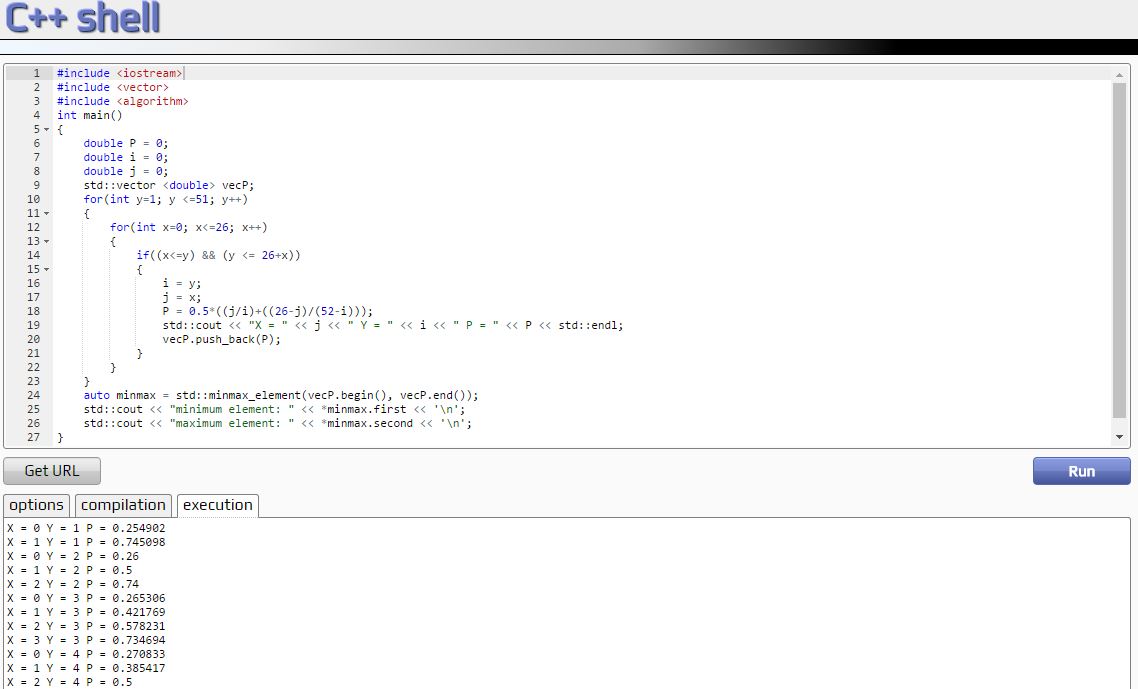 C++ shell
1 #include <iostream>
2 #include <vector>
3 #include <algorithm>
4 int main()
5 {
6 double P = 0;
7 double i = 0;
8 double j = 0;
9 std::vector <double> vecP;
10 for(int y=1; y <=51; y++)
11 {
12 for(int x=0; x<=26; x++)
13 {
14 if((x<=y) && (y <= 26+x))
15 {
16 i = y;
17 j = x;
18 P = 0.5*((j/i)+((26-j)/(52-i)));
19 std::cout << "X = " << j << " Y = " << i << " P = " << P << std::endl;
20 vecP.push_back(P);
21 }
22 }
23 }
24 auto minmax = std::minmax_element(vecP.begin(), vecP.end());
25 std::cout << "minimum element: " << *minmax.first << '\n';
26 std::cout << "maximum element: " << *minmax.second << '\n';
27 }
Get URL Run
options compilation execution
X = 0 Y = 1 P = 0.254902
X = 1 Y = 1 P = 0.745098
X = 0 Y = 2 P = 0.26
X = 1 Y = 2 P = 0.5
X = 2 Y = 2 P = 0.74
X = 0 Y = 3 P = 0.265306
X = 1 Y = 3 P = 0.421769
X = 2 Y = 3 P = 0.578231
X = 3 Y = 3 P = 0.734694
X = 0 Y = 4 P = 0.270833
X = 1 Y = 4 P = 0.385417
X = 2 Y = 4 P = 0.5